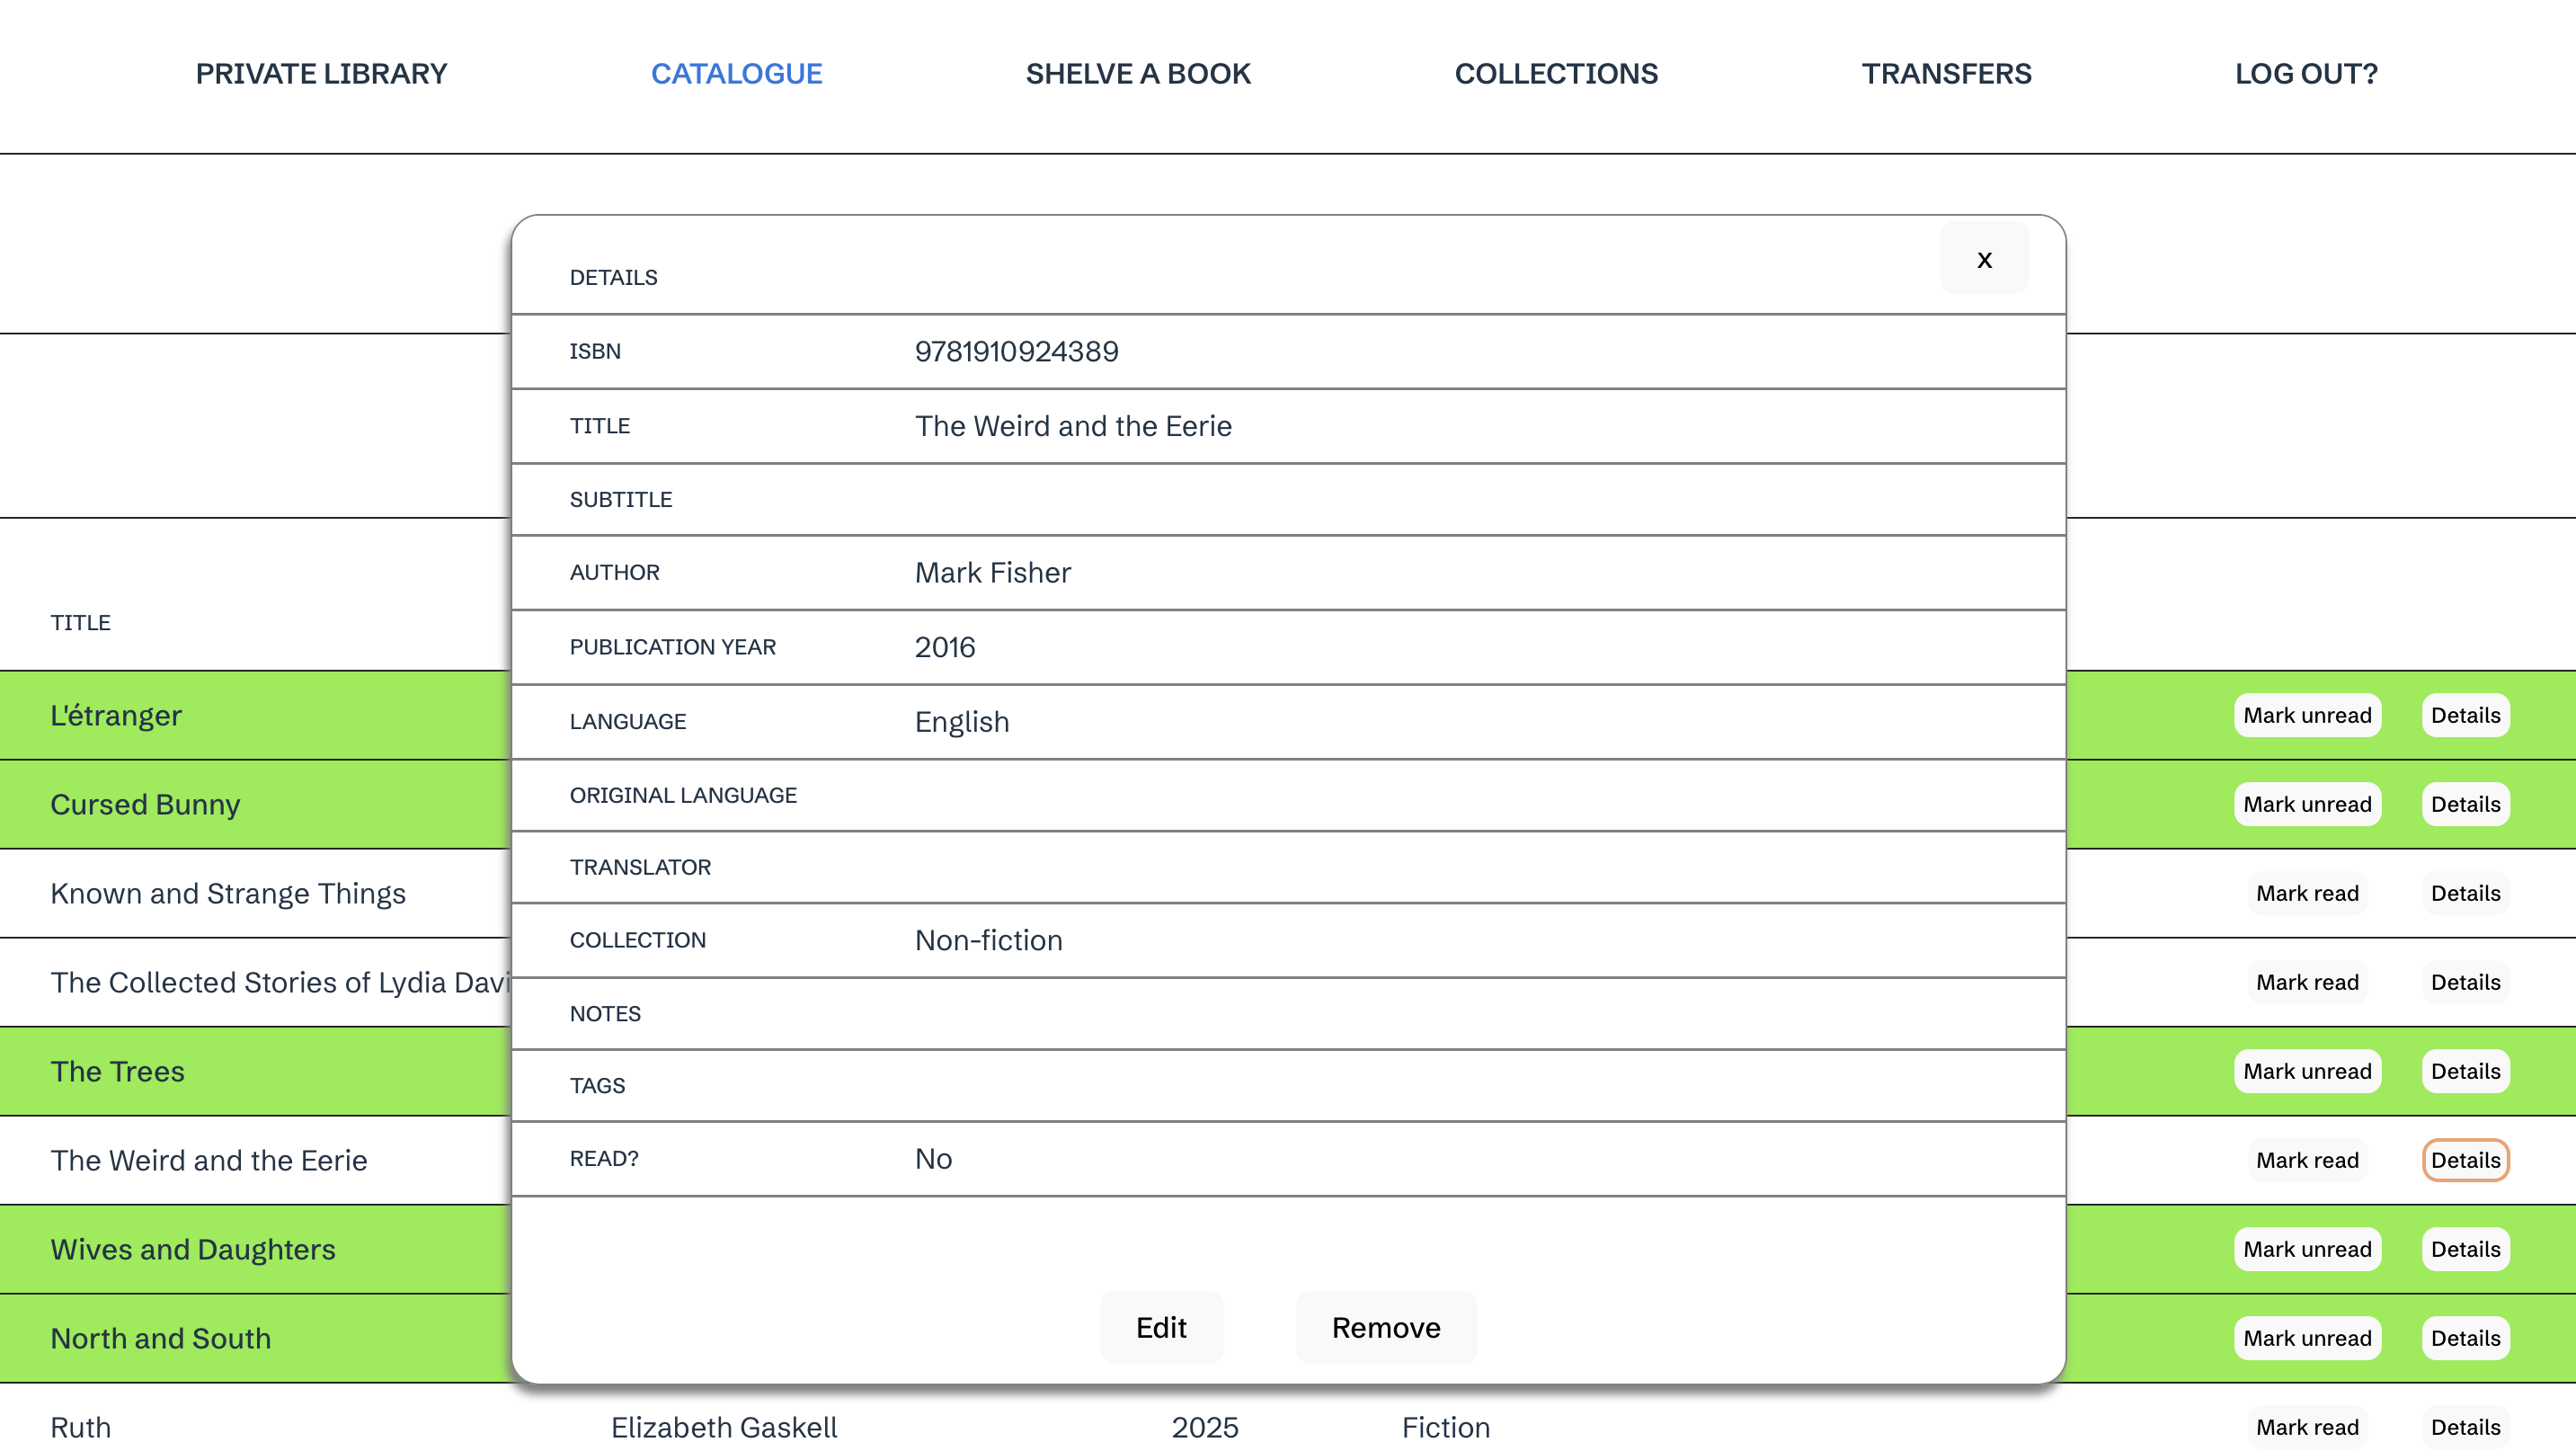 PRIVATE LIBRARY CATALOGUE SHELVE A BOOK COLLECTIONS TRANSFERS LOG OUT?
DETAILS x
ISBN 9781910924389
TITLE The Weird and the Eerie
SUBTITLE
AUTHOR Mark Fisher
PUBLICATION YEAR 2016
LANGUAGE English
ORIGINAL LANGUAGE
TRANSLATOR
COLLECTION Non-fiction
NOTES
TAGS
READ? No
Edit Remove
TITLE
L'étranger Mark unread Details
Cursed Bunny Mark unread Details
Known and Strange Things Mark read Details
The Collected Stories of Lydia Davi Mark read Details
The Trees Mark unread Details
The Weird and the Eerie Mark read Details
Wives and Daughters Mark unread Details
North and South Mark unread Details
Ruth Elizabeth Gaskell 2025 Fiction Mark read Details